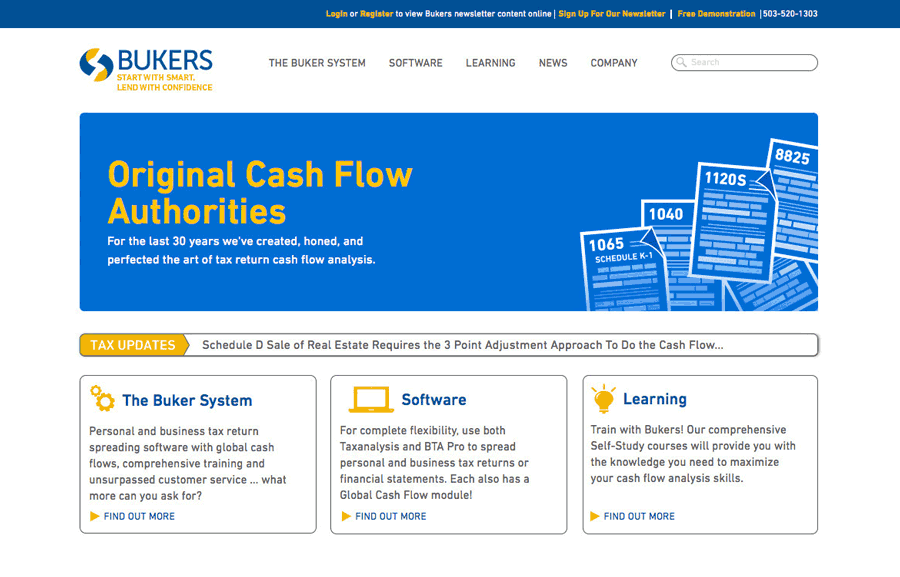 Login or Register to view Bukers newsletter content online | Sign Up For Our Newsletter | Free Demonstration |503-520-1303
BUKERS
START WITH SMART.
LEND WITH CONFIDENCE
THE BUKER SYSTEM SOFTWARE LEARNING NEWS COMPANY Search
Original Cash Flow
Authorities
For the last 30 years we've created, honed, and
perfected the art of tax return cash flow analysis.
8825
1120S
1040
1065
SCHEDULE K-1
TAX UPDATES Schedule D Sale of Real Estate Requires the 3 Point Adjustment Approach To Do the Cash Flow...
The Buker System
Personal and business tax return
spreading software with global cash
flows, comprehensive training and
unsurpassed customer service ... what
more can you ask for?
FIND OUT MORE
Software
For complete flexibility, use both
Taxanalysis and BTA Pro to spread
personal and business tax returns or
financial statements. Each also has a
Global Cash Flow module!
FIND OUT MORE
Learning
Train with Bukers! Our comprehensive
Self-Study courses will provide you with
the knowledge you need to maximize
your cash flow analysis skills.
FIND OUT MORE